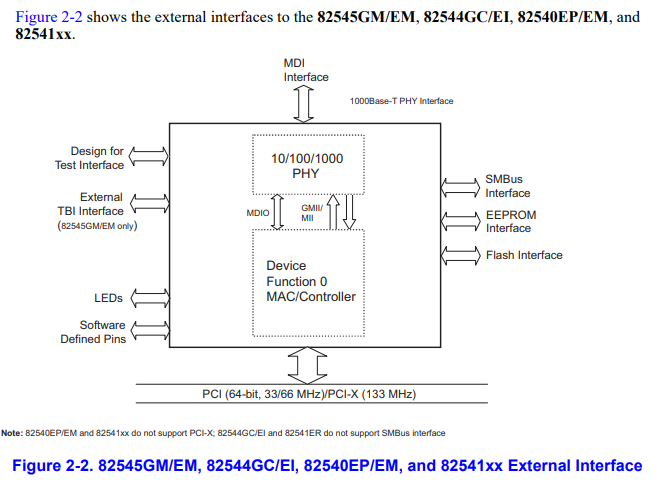 Figure 2-2 shows the external interfaces to the 82545GM/EM, 82544GC/EI, 82540EP/EM, and
82541xx.
MDI
Interface
1000Base-T PHY Interface
Design for
Test Interface
10/100/1000
PHY
External
TBI Interface
(82545GM/EM only)
SMBus
Interface
MDIO
GMII/
MII
EEPROM
Interface
Flash Interface
Device
Function 0
MAC/Controller
LEDs
Software
Defined Pins
PCI (64-bit, 33/66 MHz)/PCI-X (133 MHz)
Note: 82540EP/EM and 82541xx do not support PCI-X; 82544GC/EI and 82541ER do not support SMBus interface
Figure 2-2. 82545GM/EM, 82544GC/EI, 82540EP/EM, and 82541xx External Interface